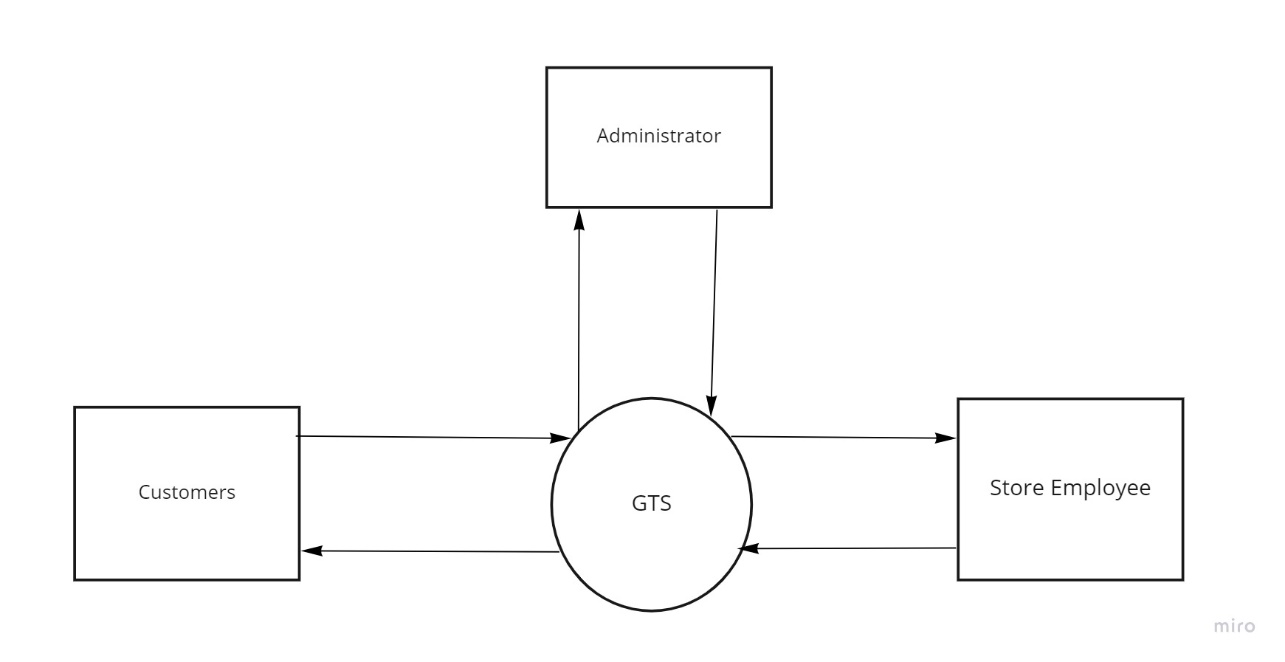 Administrator
Customers
GTS
Store Employee
miro